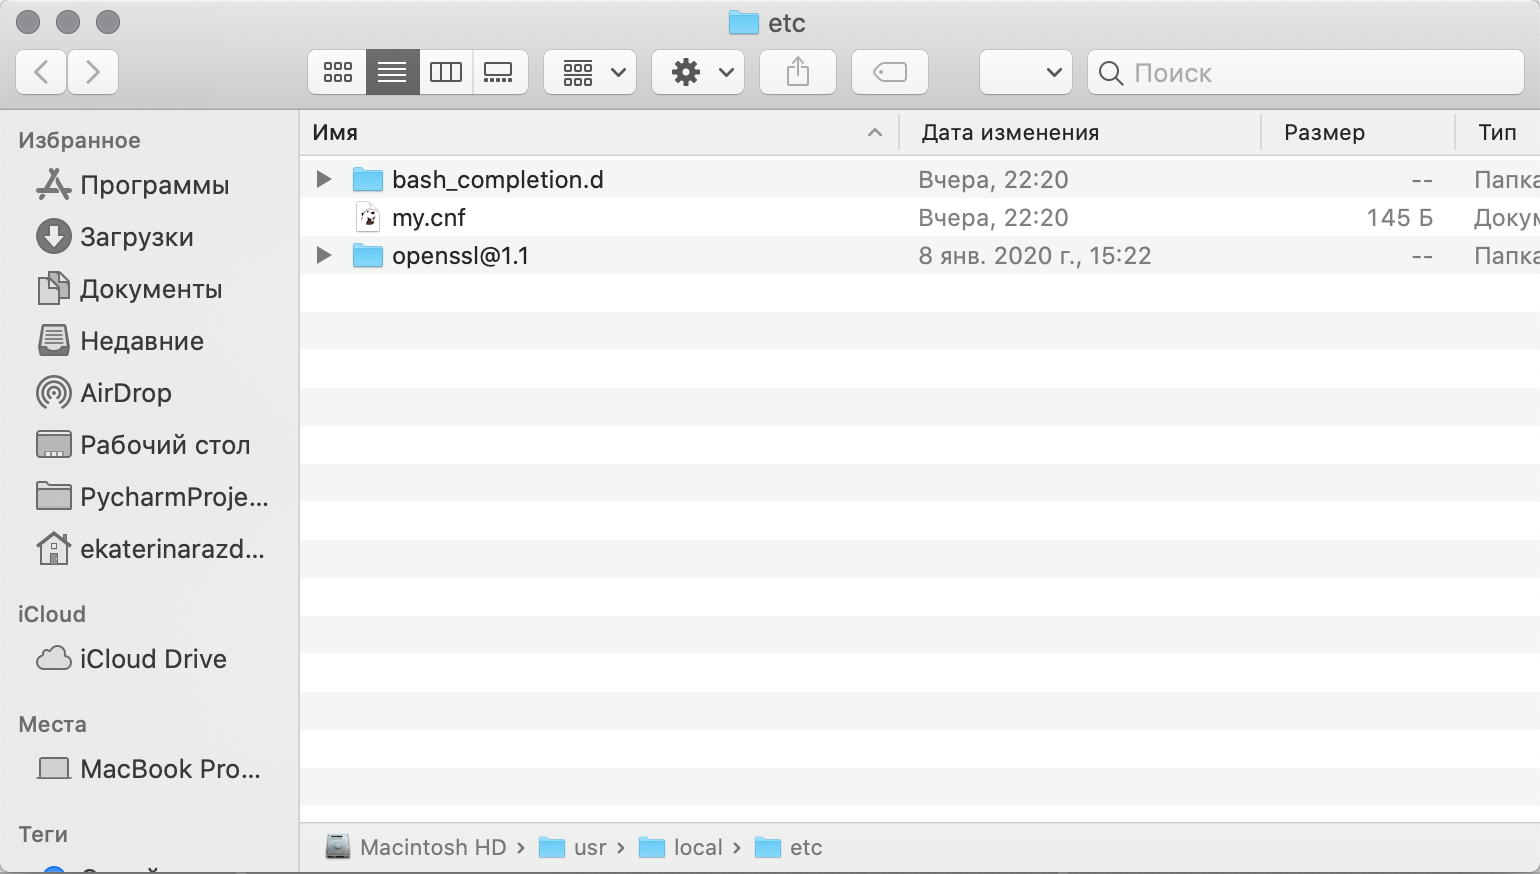 etc
Поиск
Избранное
Программы
Загрузки
Документы
Недавние
AirDrop
Рабочий стол
PycharmProje...
ekaterinarazd...
iCloud
iCloud Drive
Места
MacBook Pro...
Теги
Имя Дата изменения Размер Тип
bash_completion.d Вчера, 22:20 -- Папка
my.cnf Вчера, 22:20 145 Б Докум
openssl@1.1 8 янв. 2020 г., 15:22 -- Папка
Macintosh HD › usr › local › etc